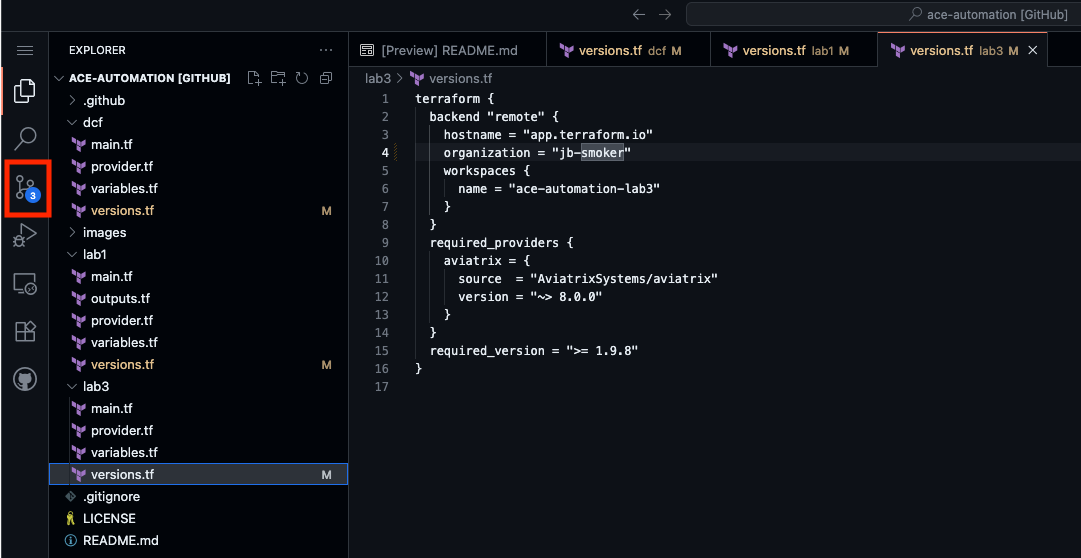 ace-automation [GitHub]
EXPLORER
ACE-AUTOMATION [GITHUB]
.github
dcf
main.tf
provider.tf
variables.tf
versions.tf M
images
lab1
main.tf
outputs.tf
provider.tf
variables.tf
versions.tf M
lab3
main.tf
provider.tf
variables.tf
versions.tf M
.gitignore
LICENSE
README.md
3
[Preview] README.md
versions.tf dcf M
versions.tf lab1 M
versions.tf lab3 M
lab3 > versions.tf
1 terraform {
2 backend "remote" {
3 hostname = "app.terraform.io"
4 organization = "jb-smoker"
5 workspaces {
6 name = "ace-automation-lab3"
7 }
8 }
9 required_providers {
10 aviatrix = {
11 source = "AviatrixSystems/aviatrix"
12 version = "~> 8.0.0"
13 }
14 }
15 required_version = ">= 1.9.8"
16 }
17